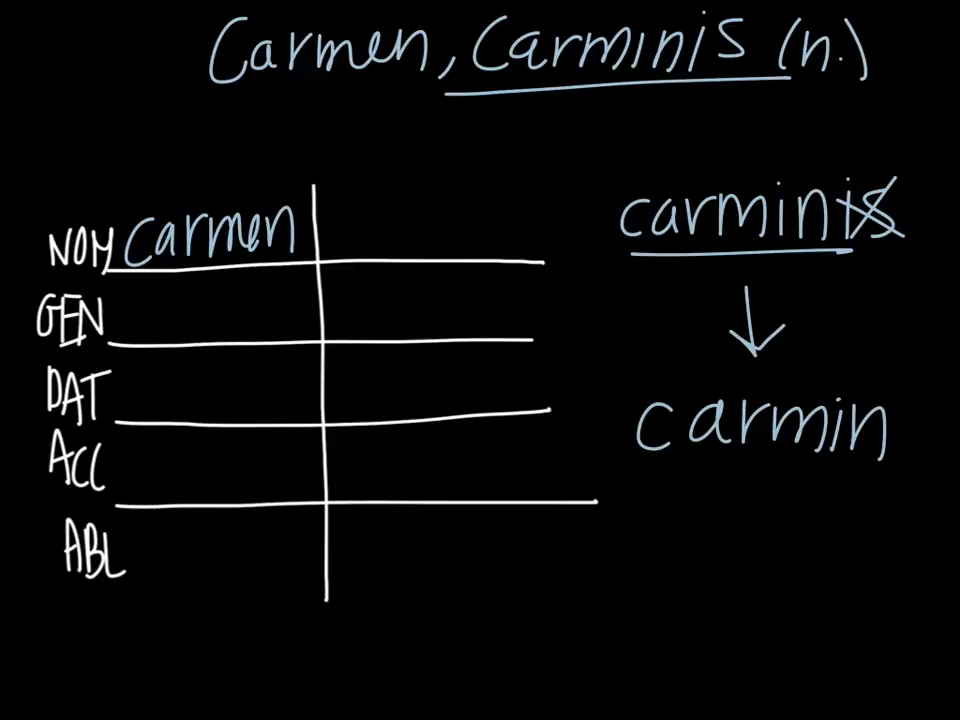 Carmen, Carminis (n.)
NOM carmen
GEN
DAT
ACC
ABL
carminis
carmin